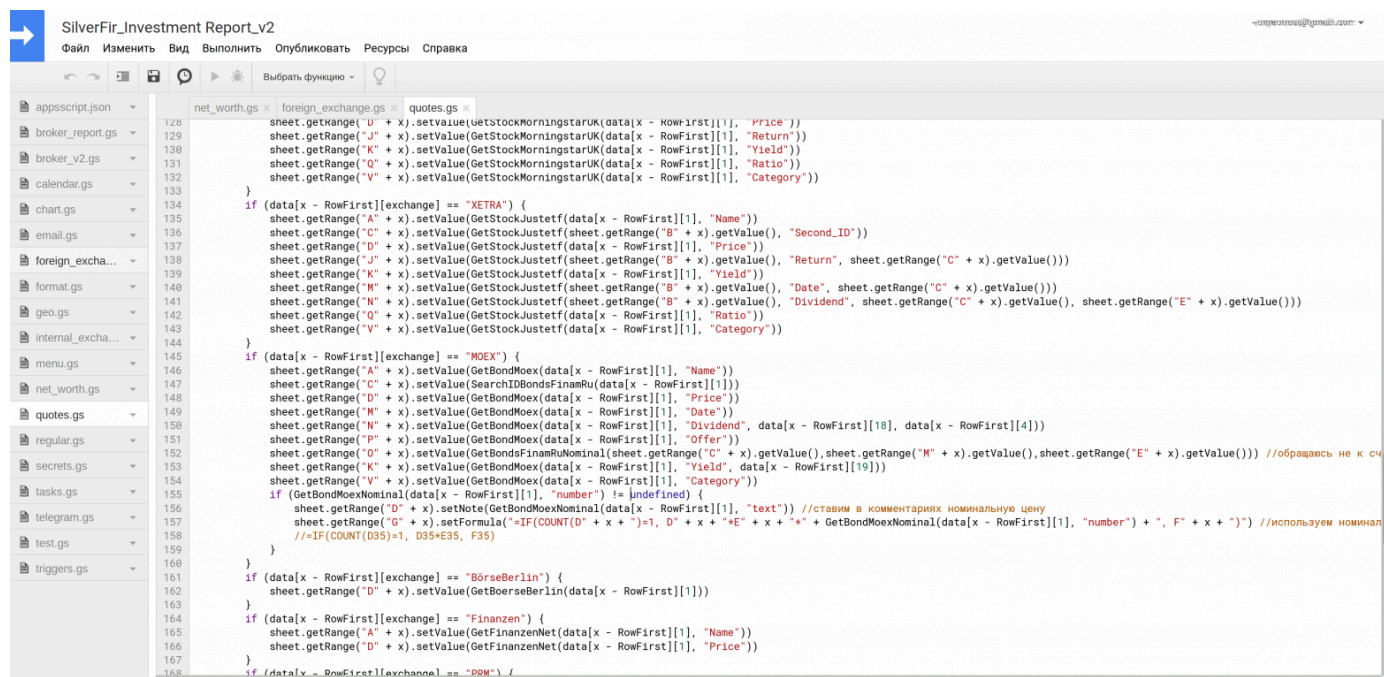 SilverFir_Investment Report_v2
Файл Изменить Вид Выполнить Опубликовать Ресурсы Справка
Выбрать функцию
appsscript.json
broker_report.gs
broker_v2.gs
calendar.gs
chart.gs
email.gs
foreign_excha...
format.gs
geo.gs
internal_excha...
menu.gs
net_worth.gs
quotes.gs
regular.gs
secrets.gs
tasks.gs
telegram.gs
test.gs
triggers.gs
net_worth.gs × foreign_exchange.gs × quotes.gs ×
128 sheet.getRange("D" + x).setValue(GetStockMorningstarUK(data[x - RowFirst][1], "Price"))
129 sheet.getRange("J" + x).setValue(GetStockMorningstarUK(data[x - RowFirst][1], "Return"))
130 sheet.getRange("K" + x).setValue(GetStockMorningstarUK(data[x - RowFirst][1], "Yield"))
131 sheet.getRange("Q" + x).setValue(GetStockMorningstarUK(data[x - RowFirst][1], "Ratio"))
132 sheet.getRange("V" + x).setValue(GetStockMorningstarUK(data[x - RowFirst][1], "Category"))
133 }
134 if (data[x - RowFirst][exchange] == "XETRA") {
135 sheet.getRange("A" + x).setValue(GetStockJustetf(data[x - RowFirst][1], "Name"))
136 sheet.getRange("C" + x).setValue(GetStockJustetf(sheet.getRange("B" + x).getValue(), "Second_ID"))
137 sheet.getRange("D" + x).setValue(GetStockJustetf(data[x - RowFirst][1], "Price"))
138 sheet.getRange("J" + x).setValue(GetStockJustetf(sheet.getRange("B" + x).getValue(), "Return", sheet.getRange("C" + x).getValue()))
139 sheet.getRange("K" + x).setValue(GetStockJustetf(data[x - RowFirst][1], "Yield"))
140 sheet.getRange("M" + x).setValue(GetStockJustetf(sheet.getRange("B" + x).getValue(), "Date", sheet.getRange("C" + x).getValue()))
141 sheet.getRange("N" + x).setValue(GetStockJustetf(sheet.getRange("B" + x).getValue(), "Dividend", sheet.getRange("C" + x).getValue(), sheet.getRange("E" + x).getValue()))
142 sheet.getRange("Q" + x).setValue(GetStockJustetf(data[x - RowFirst][1], "Ratio"))
143 sheet.getRange("V" + x).setValue(GetStockJustetf(data[x - RowFirst][1], "Category"))
144 }
145 if (data[x - RowFirst][exchange] == "MOEX") {
146 sheet.getRange("A" + x).setValue(GetBondMoex(data[x - RowFirst][1], "Name"))
147 sheet.getRange("C" + x).setValue(SearchIDBondsFinamRu(data[x - RowFirst][1]))
148 sheet.getRange("D" + x).setValue(GetBondMoex(data[x - RowFirst][1], "Price"))
149 sheet.getRange("M" + x).setValue(GetBondMoex(data[x - RowFirst][1], "Date"))
150 sheet.getRange("N" + x).setValue(GetBondMoex(data[x - RowFirst][1], "Dividend", data[x - RowFirst][18], data[x - RowFirst][4]))
151 sheet.getRange("P" + x).setValue(GetBondMoex(data[x - RowFirst][1], "Offer"))
152 sheet.getRange("O" + x).setValue(GetBondsFinamRuNominal(sheet.getRange("C" + x).getValue(),sheet.getRange("M" + x).getValue(),sheet.getRange("E" + x).getValue())) //обращаюсь не к сч
153 sheet.getRange("K" + x).setValue(GetBondMoex(data[x - RowFirst][1], "Yield", data[x - RowFirst][19]))
154 sheet.getRange("V" + x).setValue(GetBondMoex(data[x - RowFirst][1], "Category"))
155 if (GetBondMoexNominal(data[x - RowFirst][1], "number") != undefined) {
156 sheet.getRange("D" + x).setNote(GetBondMoexNominal(data[x - RowFirst][1], "text")) //ставим в комментариях номинальную цену
157 sheet.getRange("G" + x).setFormula("=IF(COUNT(D" + x + ")=1, D" + x + "*E" + x + "*" + GetBondMoexNominal(data[x - RowFirst][1], "number") + ", F" + x + ")") //используем номинал
158 //=IF(COUNT(D35)=1, D35*E35, F35)
159 }
160 }
161 if (data[x - RowFirst][exchange] == "BörseBerlin") {
162 sheet.getRange("D" + x).setValue(GetBoerseBerlin(data[x - RowFirst][1]))
163 }
164 if (data[x - RowFirst][exchange] == "Finanzen") {
165 sheet.getRange("A" + x).setValue(GetFinanzenNet(data[x - RowFirst][1], "Name"))
166 sheet.getRange("D" + x).setValue(GetFinanzenNet(data[x - RowFirst][1], "Price"))
167 }
168 if (data[x - RowFirst][exchange] == "PRM") {